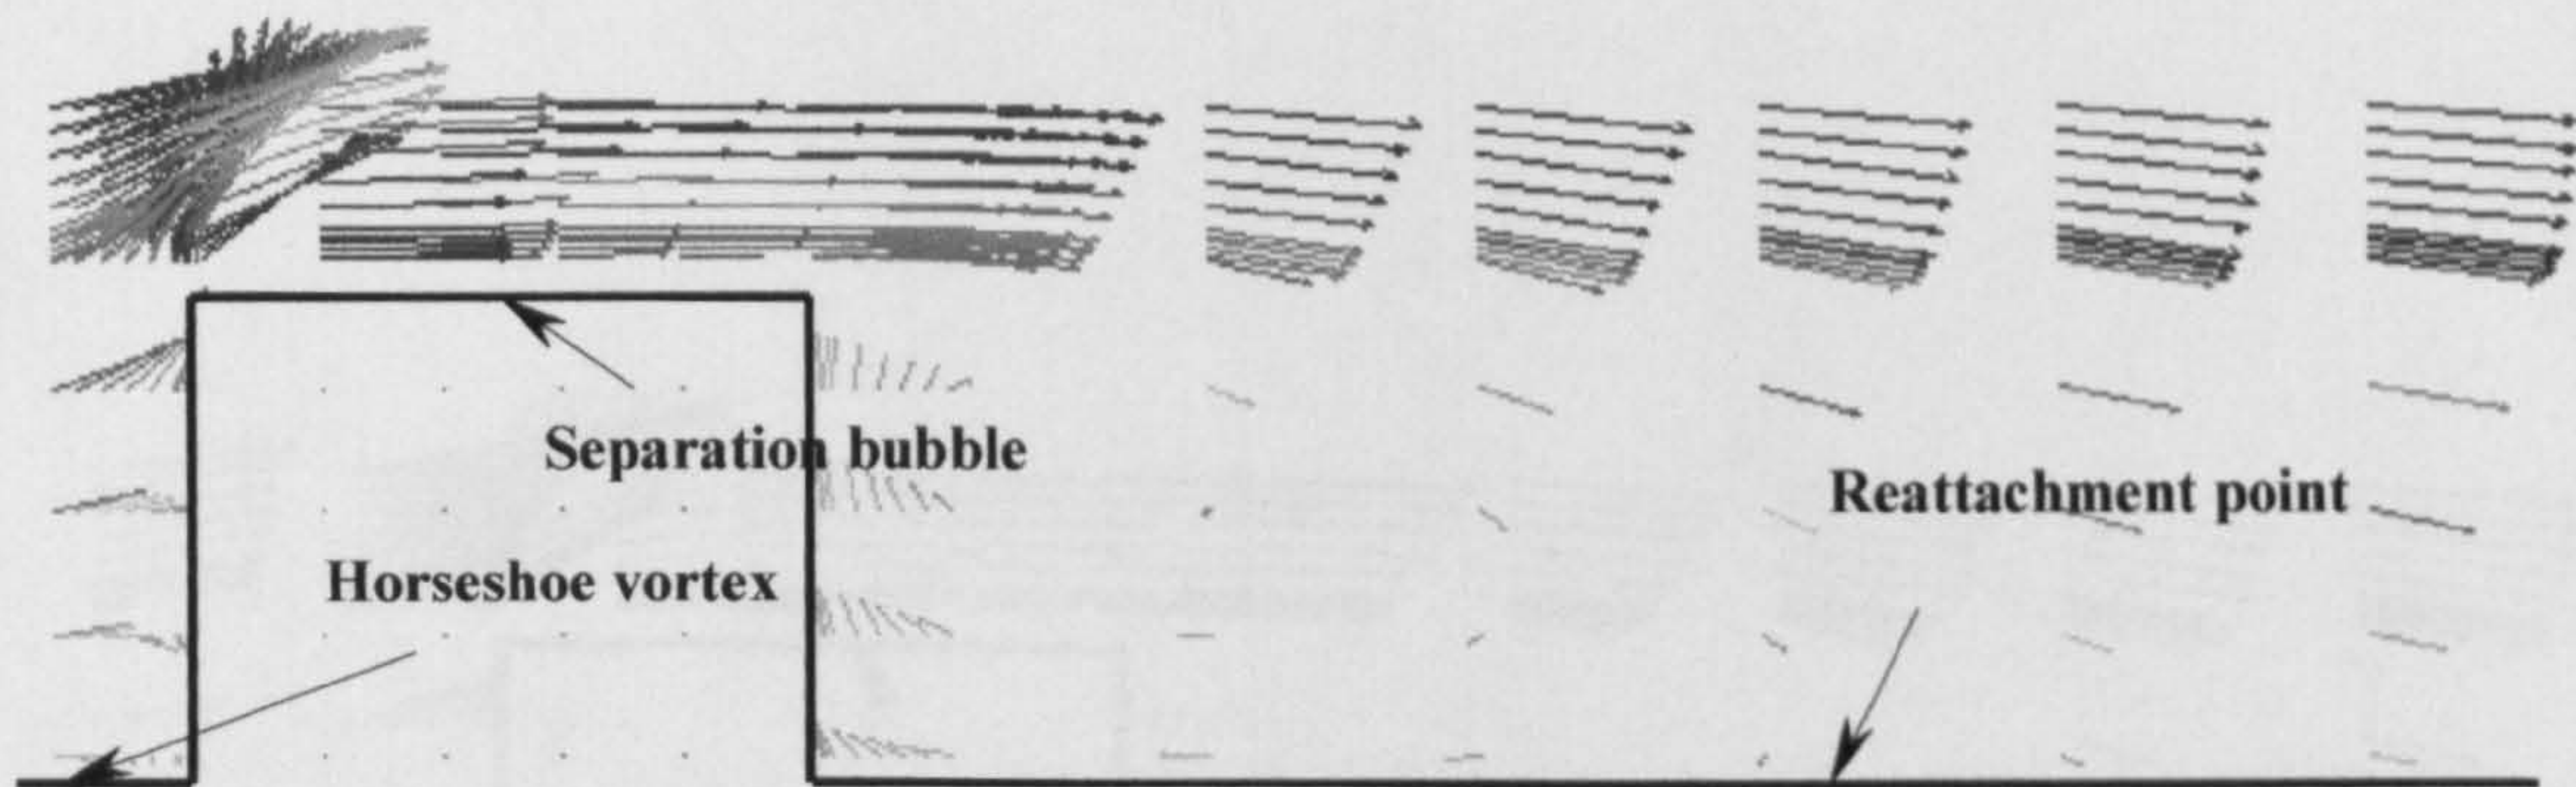 Separation bubble
Reattachment point
Horseshoe vortex